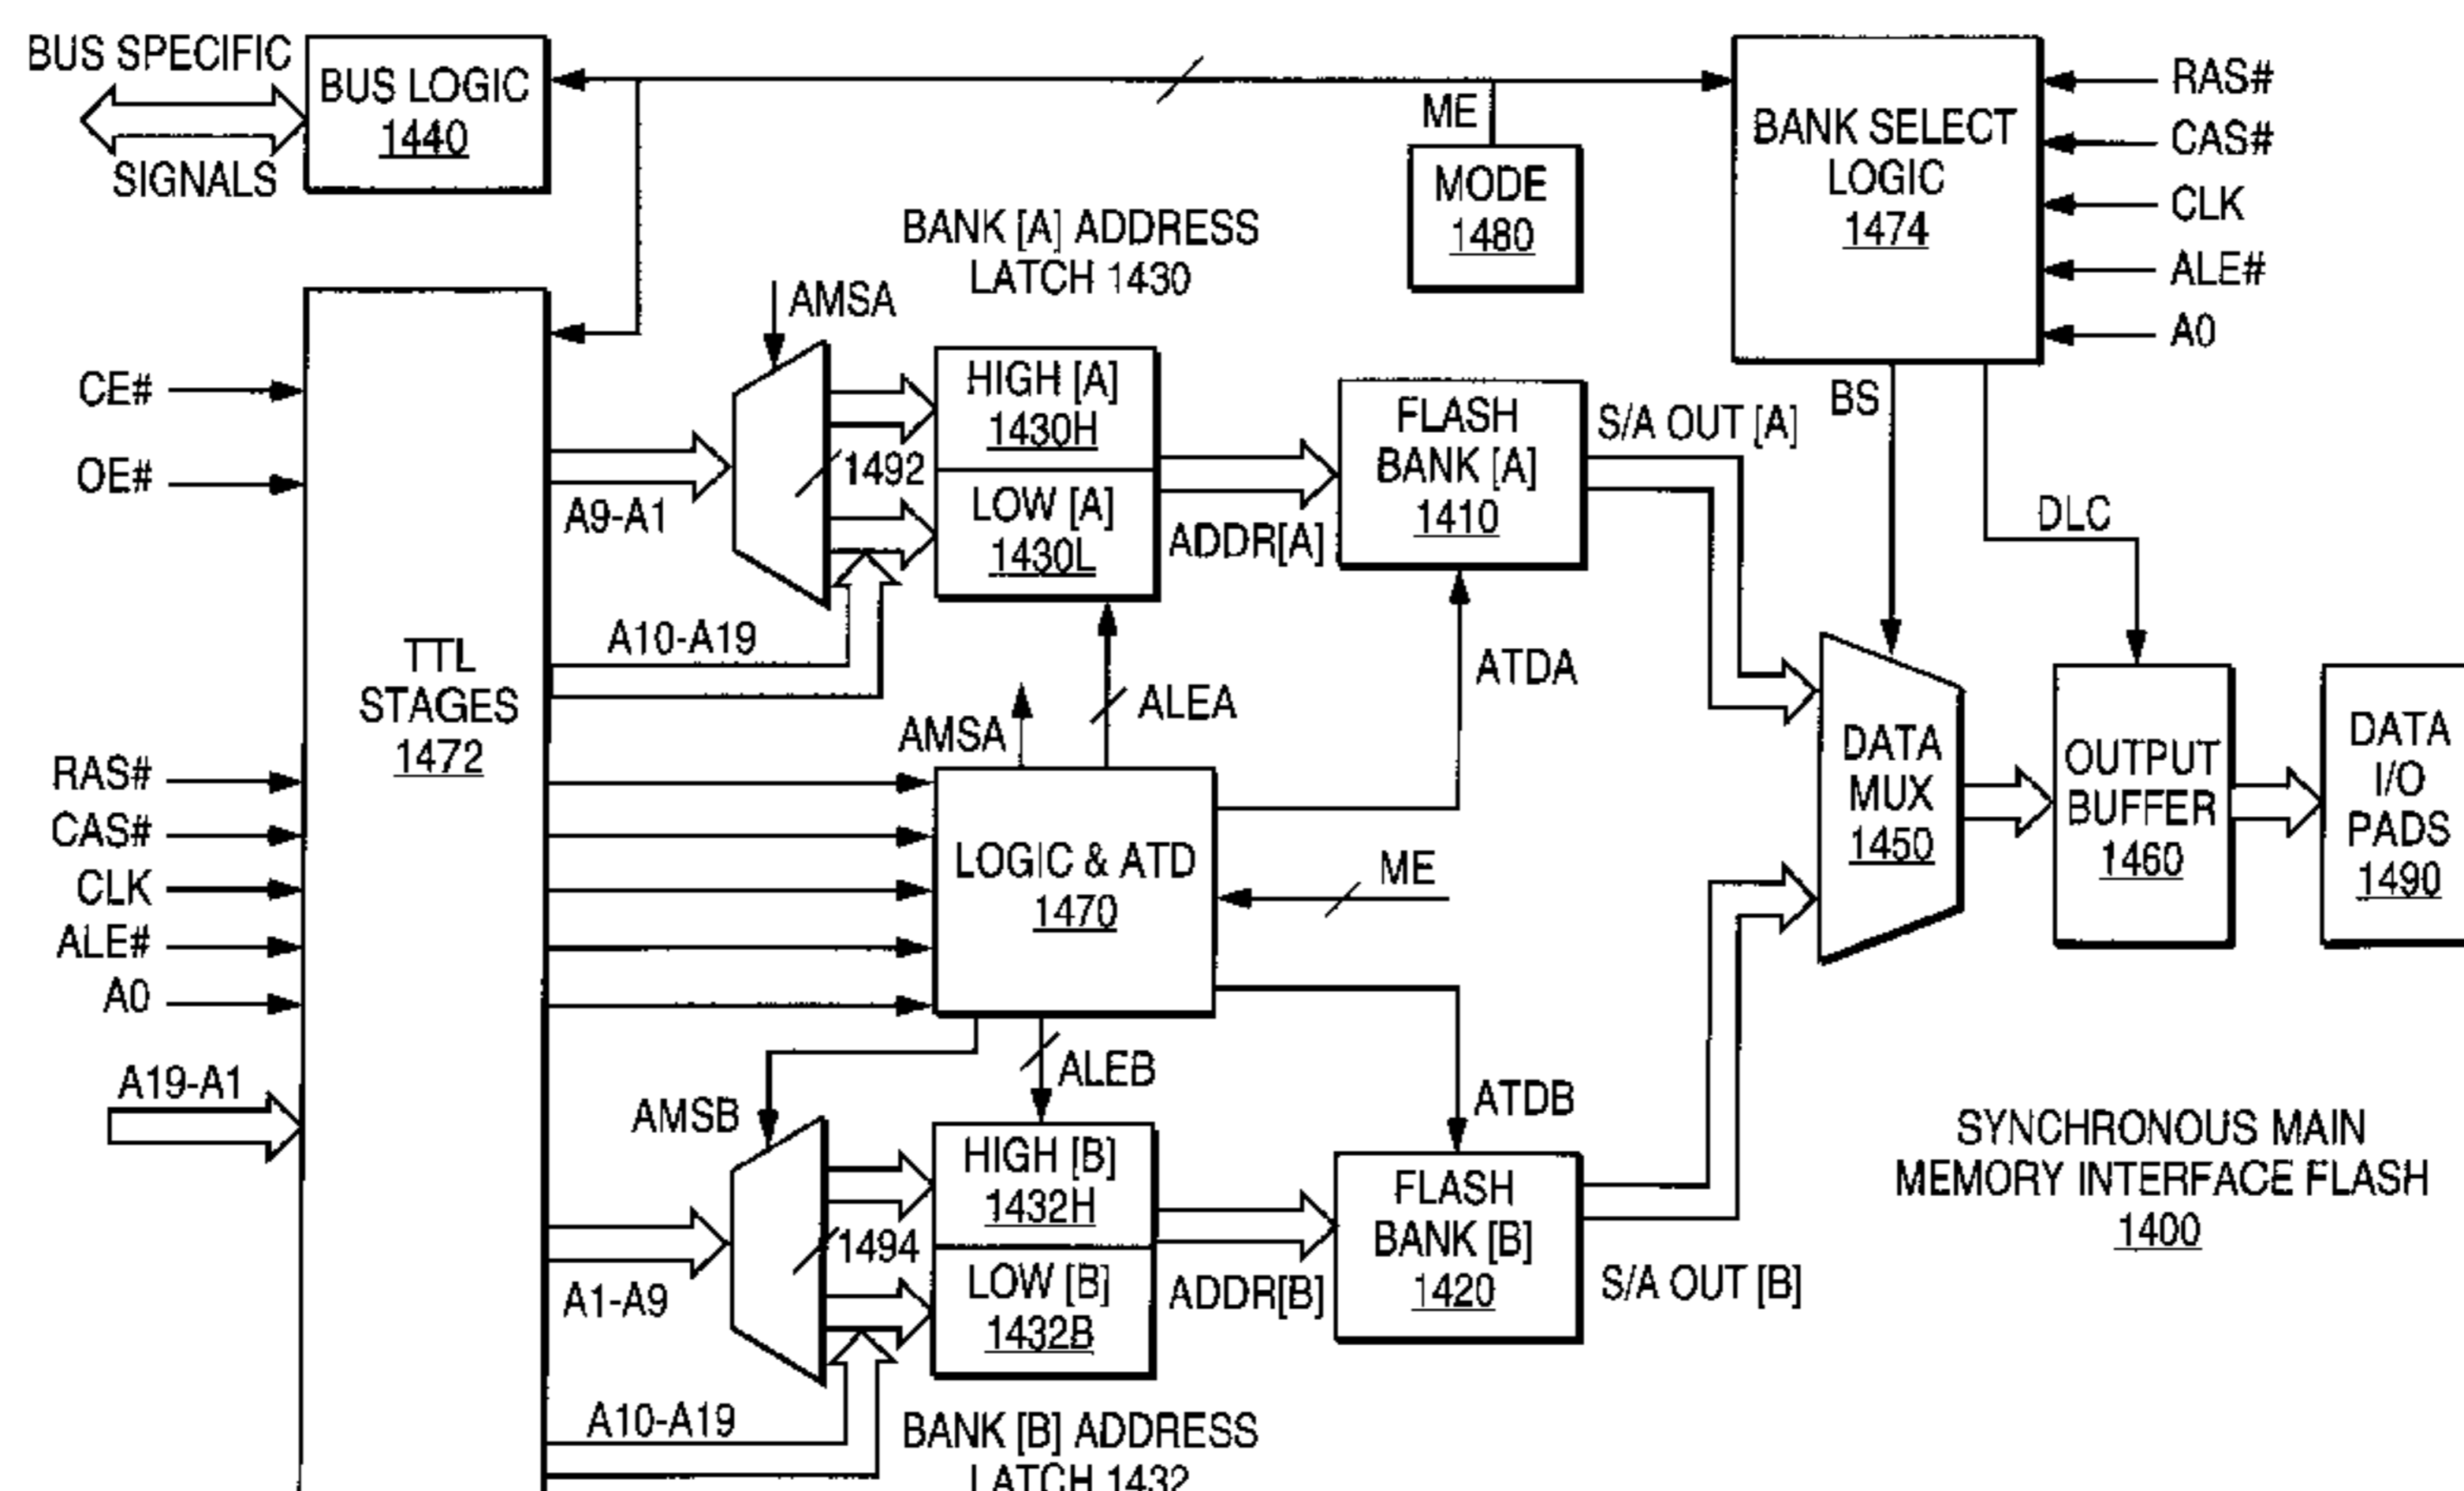 BUS SPECIFIC
SIGNALS
BUS LOGIC
1440
ME
MODE
1480
BANK SELECT
LOGIC
1474
RAS#
CAS#
CLK
ALE#
A0
BANK [A] ADDRESS
LATCH 1430
AMSA
CE#
OE#
TTL
STAGES
1472
A9-A1
1492
HIGH [A]
1430H
LOW [A]
1430L
ADDR[A]
FLASH
BANK [A]
1410
S/A OUT [A]
BS
DLC
A10-A19
AMSA
ALEA
ATDA
RAS#
CAS#
CLK
ALE#
A0
A19-A1
LOGIC & ATD
1470
ME
DATA
MUX
1450
OUTPUT
BUFFER
1460
DATA
I/O
PADS
1490
AMSB
ALEB
ATDB
A1-A9
1494
HIGH [B]
1432H
LOW [B]
1432B
ADDR[B]
FLASH
BANK [B]
1420
S/A OUT [B]
A10-A19
BANK [B] ADDRESS
LATCH 1432
SYNCHRONOUS MAIN
MEMORY INTERFACE FLASH
1400